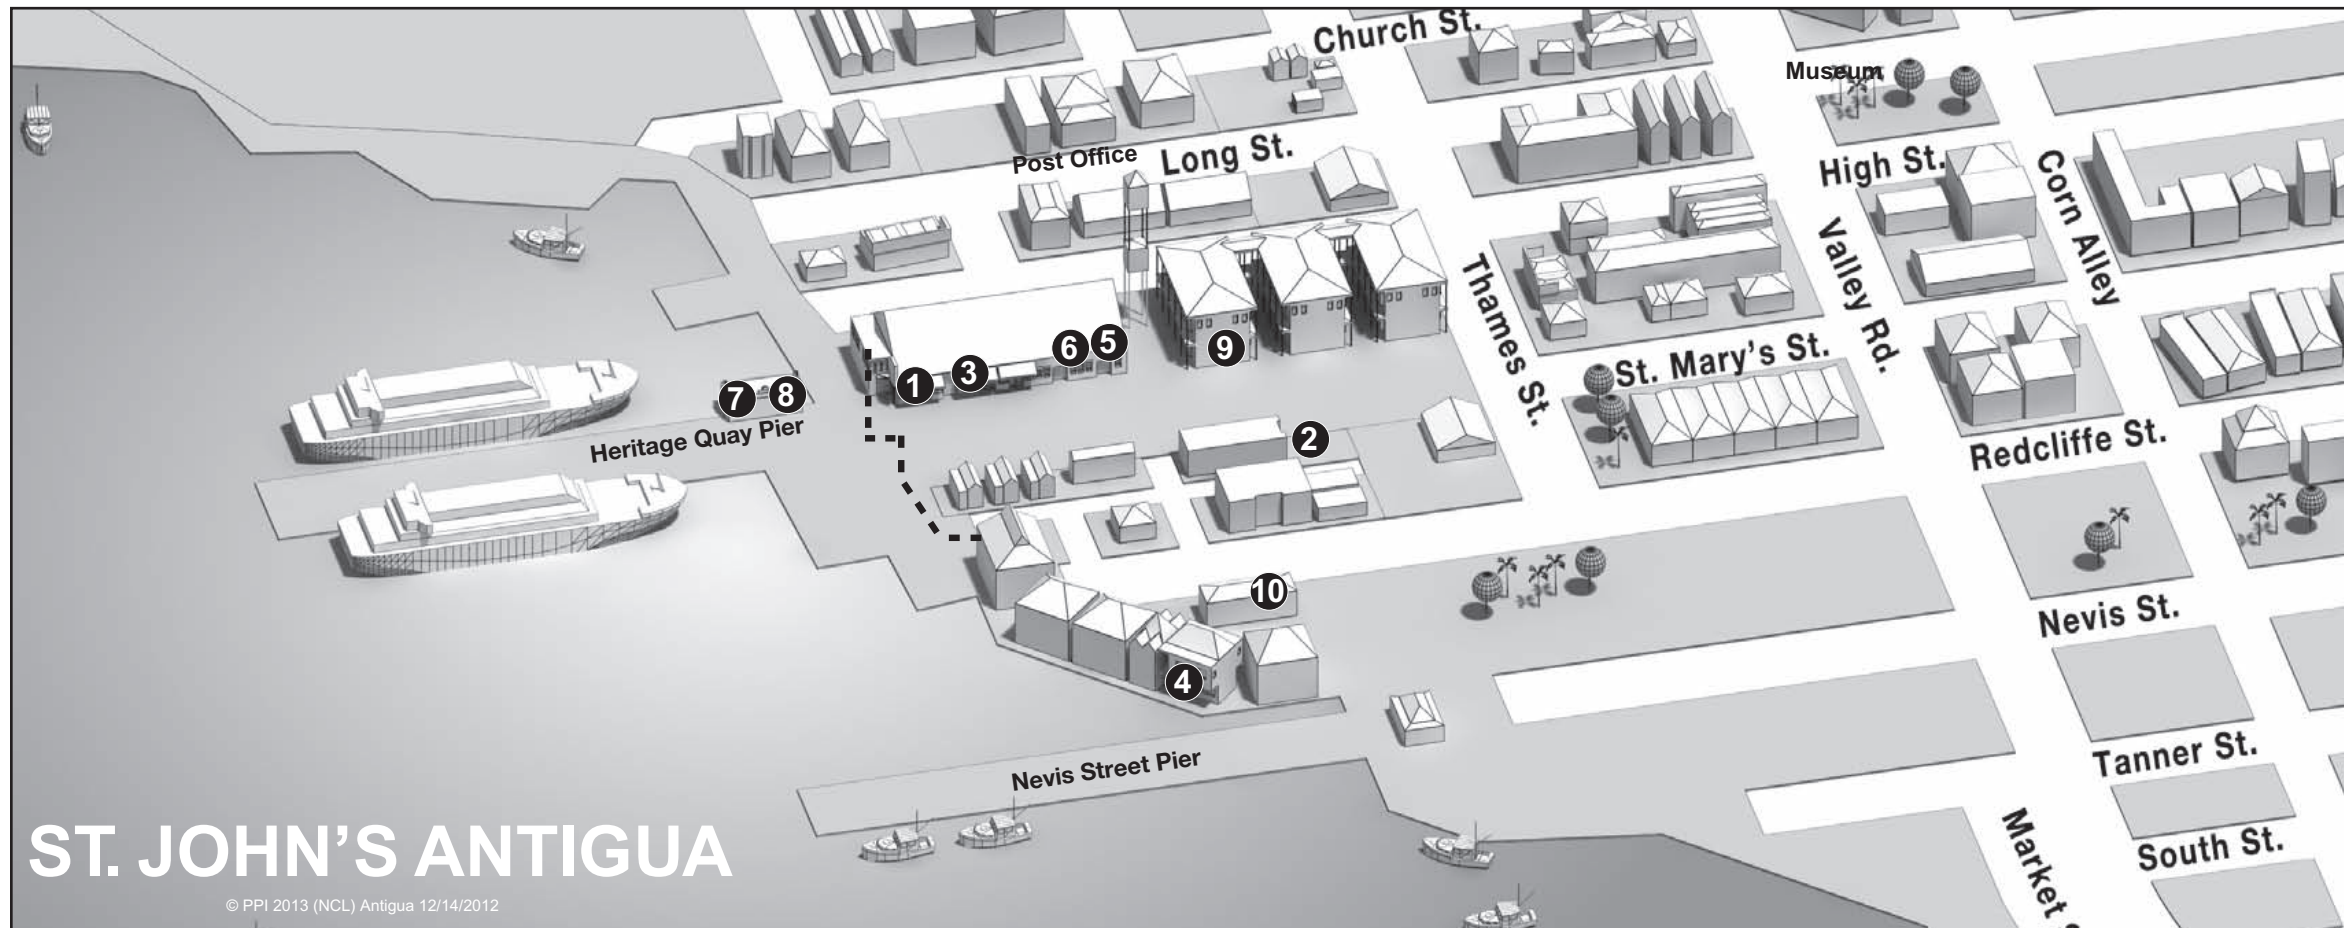 Church St.
Museum
Post Office
Long St.
High St.
Corn Alley
Thames St.
Valley Rd.
St. Mary’s St.
6
5
9
1
3
7
8
Heritage Quay Pier
2
Redcliffe St.
10
Nevis St.
4
Nevis Street Pier
Tanner St.
Market S
South St.
ST. JOHN’S ANTIGUA
© PPI 2013 (NCL) Antigua 12/14/2012